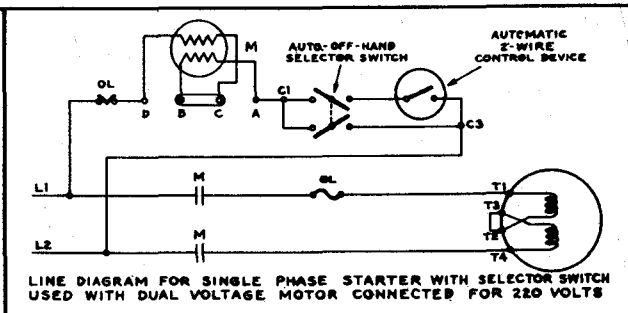 AUTO.-OFF-HAND
SELECTOR SWITCH
AUTOMATIC
2-WIRE
CONTROL DEVICE
M
OL
D
B
C
A
C1
C3
L1
M
OL
T1
T3
T2
T4
L2
M
LINE DIAGRAM FOR SINGLE PHASE STARTER WITH SELECTOR SWITCH
USED WITH DUAL VOLTAGE MOTOR CONNECTED FOR 220 VOLTS